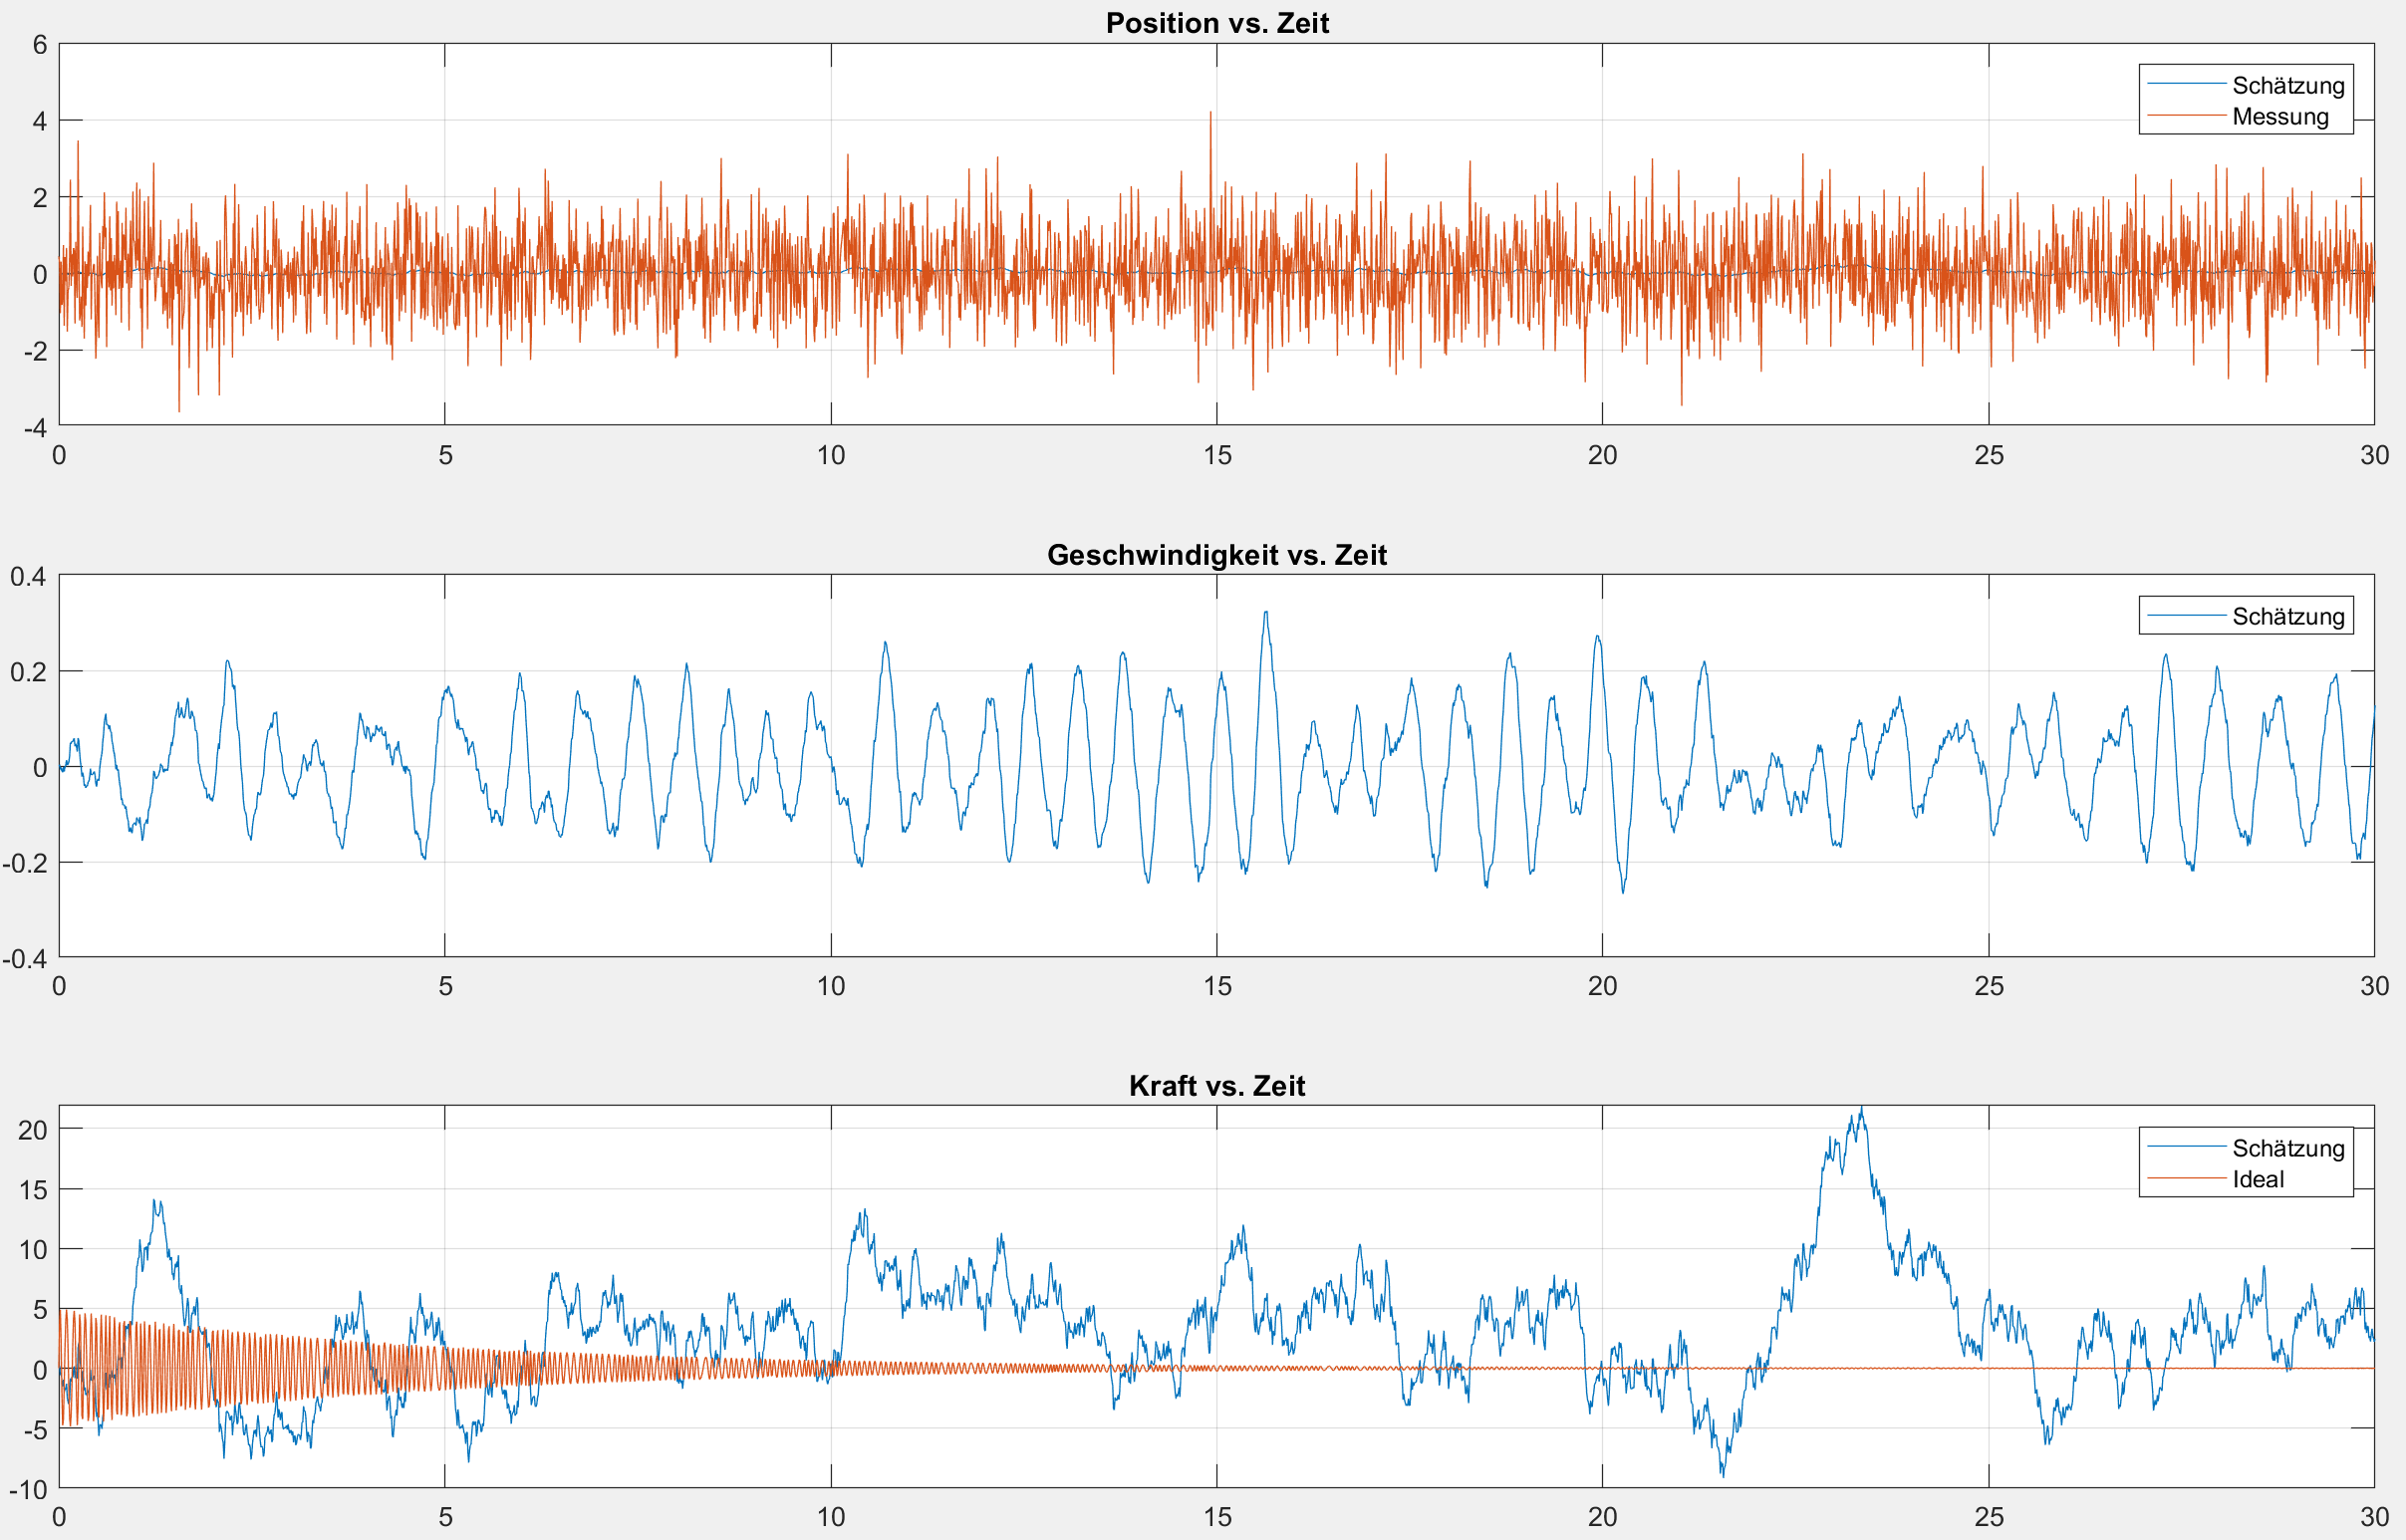 Position vs. Zeit
6
4
2
0
-2
-4
0 5 10 15 20 25 30
Schätzung
Messung
Geschwindigkeit vs. Zeit
0.4
0.2
0
-0.2
-0.4
0 5 10 15 20 25 30
Schätzung
Kraft vs. Zeit
20
15
10
5
0
-5
-10
0 5 10 15 20 25 30
Schätzung
Ideal